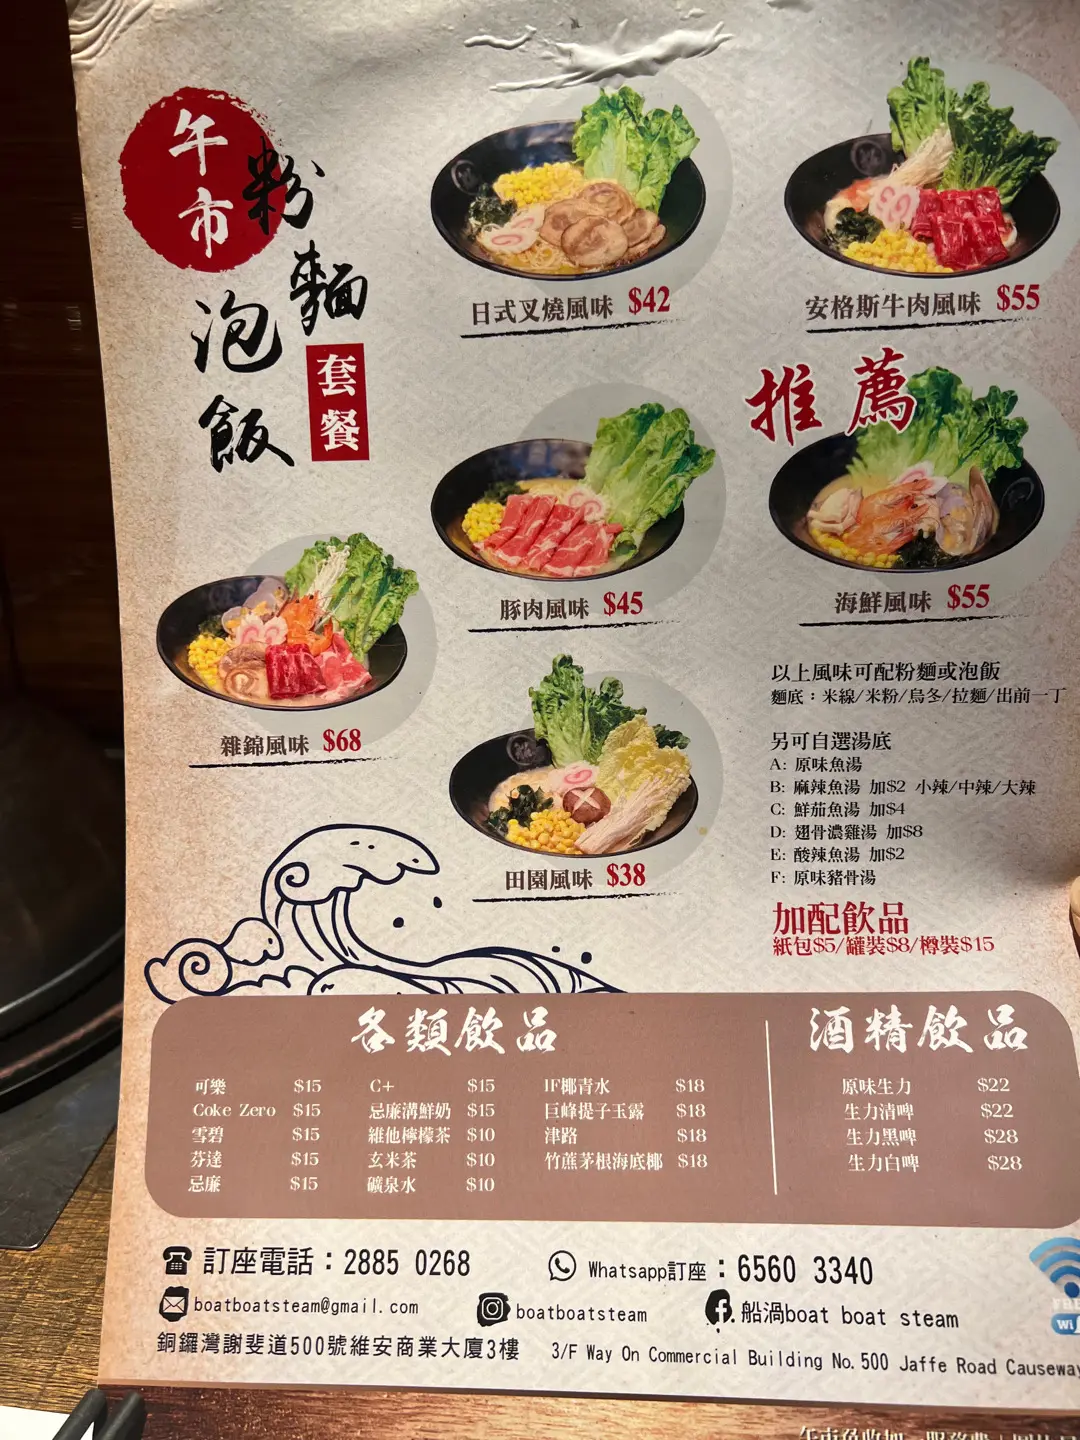 午市
粉麵
泡飯
套餐
日式叉燒風味 $42
安格斯牛肉風味 $55
推薦
豚肉風味 $45
海鮮風味 $55
雜錦風味 $68
田園風味 $38
以上風味可配粉麵或泡飯
麵底：米線/米粉/烏冬/拉麵/出前一丁
另可自選湯底
A: 原味魚湯
B: 麻辣魚湯 加$2 小辣/中辣/大辣
C: 鮮茄魚湯 加$4
D: 翅骨濃雞湯 加$8
E: 酸辣魚湯 加$2
F: 原味豬骨湯
加配飲品
紙包$5/罐裝$8/樽裝$15
各類飲品
可樂 $15
Coke Zero $15
雪碧 $15
芬達 $15
忌廉 $15
C+ $15
忌廉溝鮮奶 $15
維他檸檬茶 $10
玄米茶 $10
礦泉水 $10
IF椰青水 $18
巨峰提子玉露 $18
津路 $18
竹蔗茅根海底椰 $18
酒精飲品
原味生力 $22
生力清啤 $22
生力黑啤 $28
生力白啤 $28
訂座電話：2885 0268
Whatsapp訂座：6560 3340
boatboatsteam@gmail.com
boatboatsteam
船渦boat boat steam
銅鑼灣謝斐道500號維安商業大廈3樓
3/F Way On Commercial Building No.500 Jaffe Road Causeway